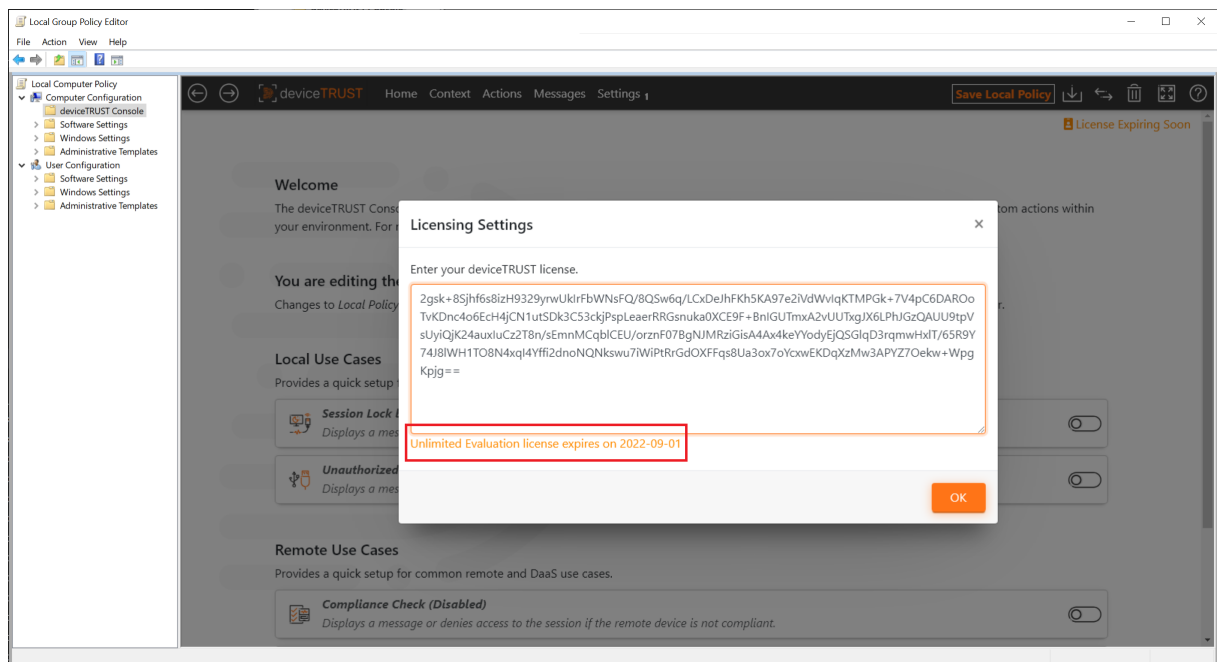 Local Group Policy Editor
File Action View Help
Local Computer Policy
Computer Configuration
deviceTRUST Console
Software Settings
Windows Settings
Administrative Templates
User Configuration
Software Settings
Windows Settings
Administrative Templates
deviceTRUST Home Context Actions Messages Settings 1
Save Local Policy
License Expiring Soon
Welcome
The deviceTRUST Conso
tom actions within
your environment. For
You are editing the
Changes to Local Policy
r.
Licensing Settings
Enter your deviceTRUST license.
2gsk+8Sjhf6s8izH9329yrwUkIrFbWNsFQ/8QSw6q/LCxDeJhFKh5KA97e2iVdWvIqKTMPGk+7V4pC6DAROo
TvKDnc4o6EcH4jCN1utSDk3C53ckjPspLeaerRRGsnuka0XCE9F+BnIGUTmxA2vUUTxgJX6LPhJGzQAUU9tpV
sUyiQjK24auxIuCz2T8n/sEmnMCqblCEU/orznF07BgNJMRziGisA4Ax4keYYodyEjQSGlqD3rqmwHxlT/65R9Y
74J8lWH1TO8N4xqI4Yffi2dnoNQNkswu7iWiPtRrGdOXFFqs8Ua3ox7oYcxwEKDqXzMw3APYZ7Oekw+Wpg
Kpjg==
Unlimited Evaluation license expires on 2022-09-01
OK
Local Use Cases
Provides a quick setup
Session Lock
Displays a mes
Unauthorized
Displays a mes
Remote Use Cases
Provides a quick setup for common remote and DaaS use cases.
Compliance Check (Disabled)
Displays a message or denies access to the session if the remote device is not compliant.